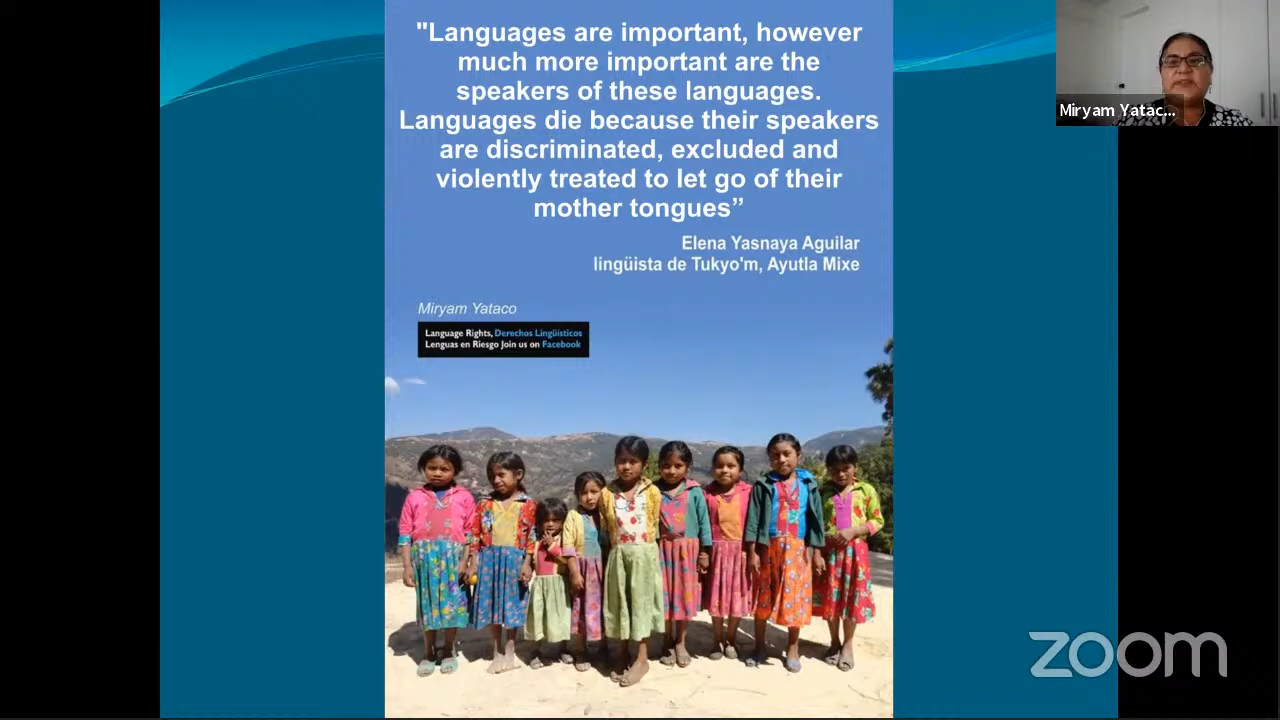 "Languages are important, however
much more important are the
speakers of these languages.
Languages die because their speakers
are discriminated, excluded and
violently treated to let go of their
mother tongues”
Elena Yasnaya Aguilar
lingüista de Tukyo'm, Ayutla Mixe
Miryam Yataco
Language Rights, Derechos Lingüísticos
Lenguas en Riesgo Join us on Facebook
Miryam Yatac...
zoom